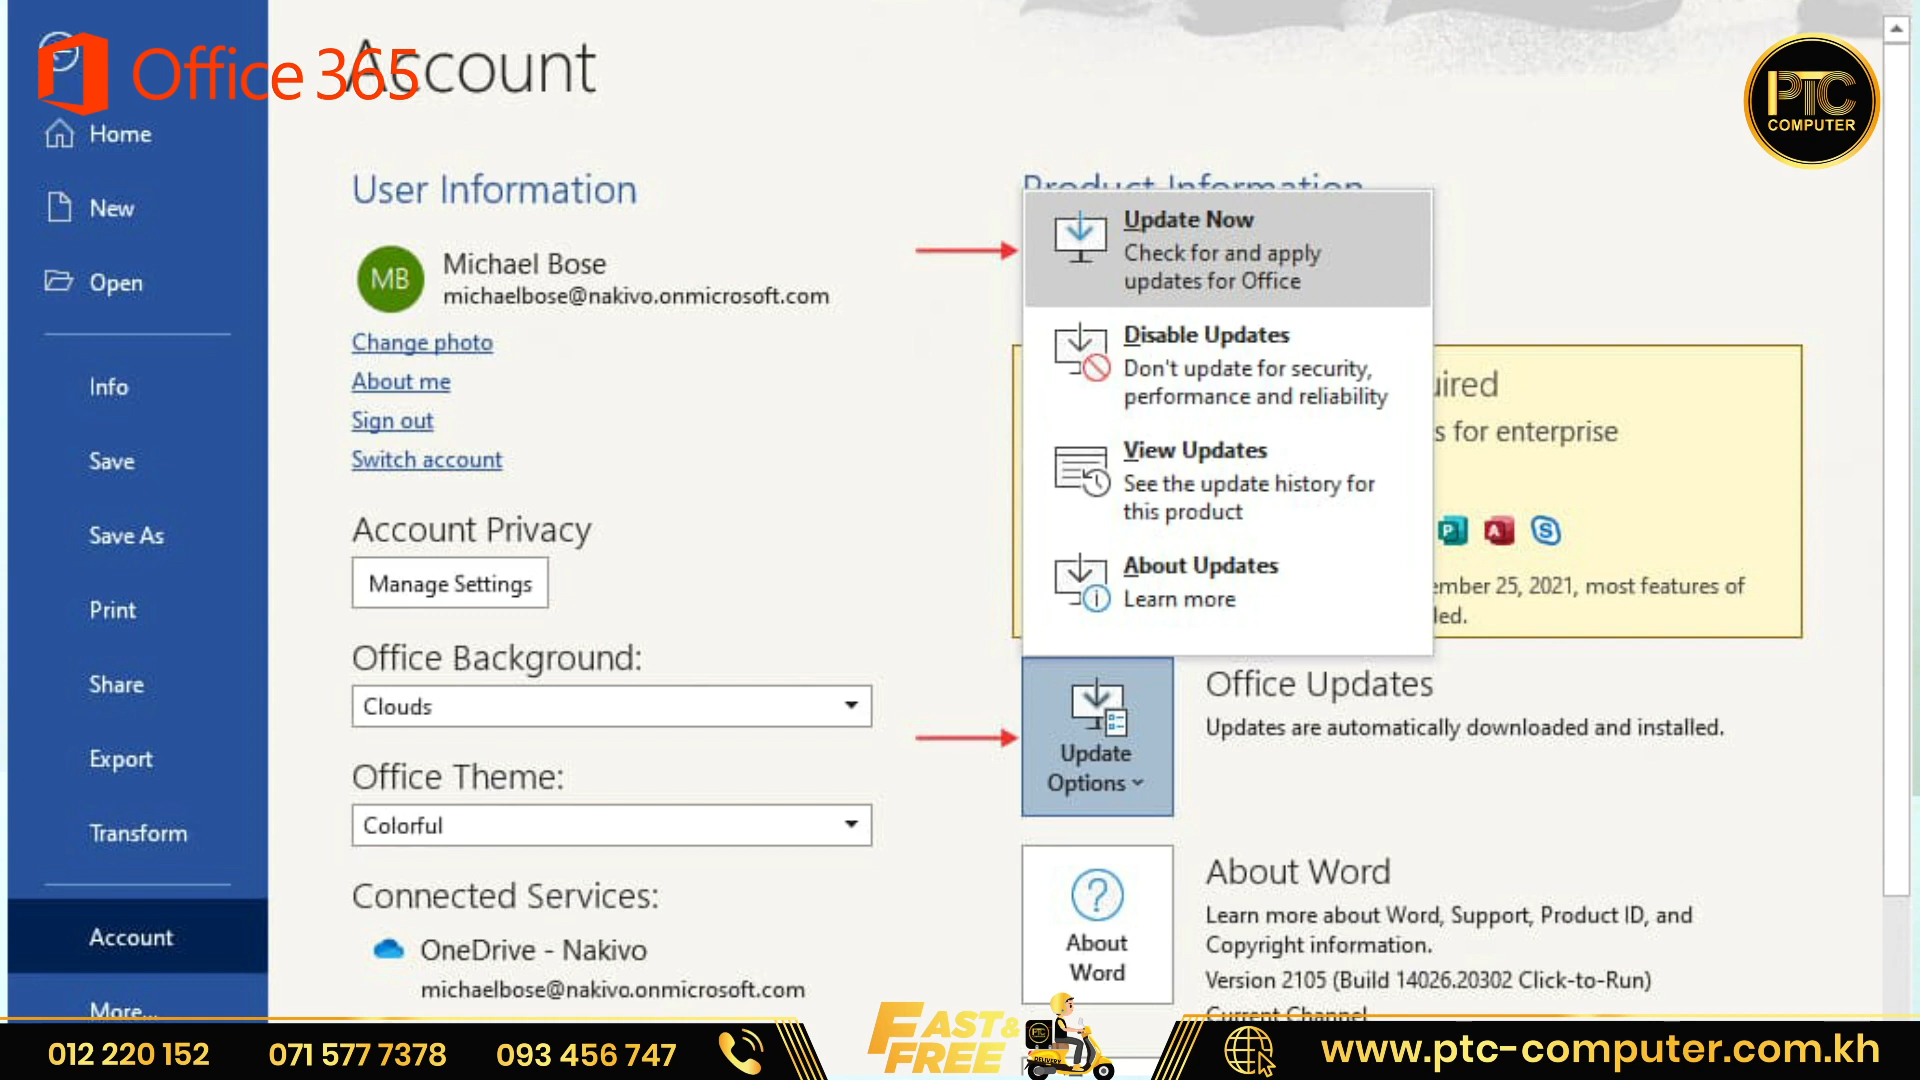 Office 365
Account
PTC
COMPUTER
Home
New
Open
Info
Save
Save As
Print
Share
Export
Transform
Account
More...
User Information
MB
Michael Bose
michaelbose@nakivo.onmicrosoft.com
Change photo
About me
Sign out
Switch account
Account Privacy
Manage Settings
Office Background:
Clouds
Office Theme:
Colorful
Connected Services:
OneDrive - Nakivo
michaelbose@nakivo.onmicrosoft.com
Product Information
Update Now
Check for and apply
updates for Office
Disable Updates
Don't update for security,
performance and reliability
View Updates
See the update history for
this product
About Updates
Learn more
s for enterprise
25, 2021, most features of
Update
Options
Office Updates
Updates are automatically downloaded and installed.
About
Word
About Word
Learn more about Word, Support, Product ID, and
Copyright information.
Version 2105 (Build 14026.20302 Click-to-Run)
Current Channel
012 220 152
071 577 7378
093 456 747
FAST &
FREE
PTC
DELIVERY
www.ptc-computer.com.kh